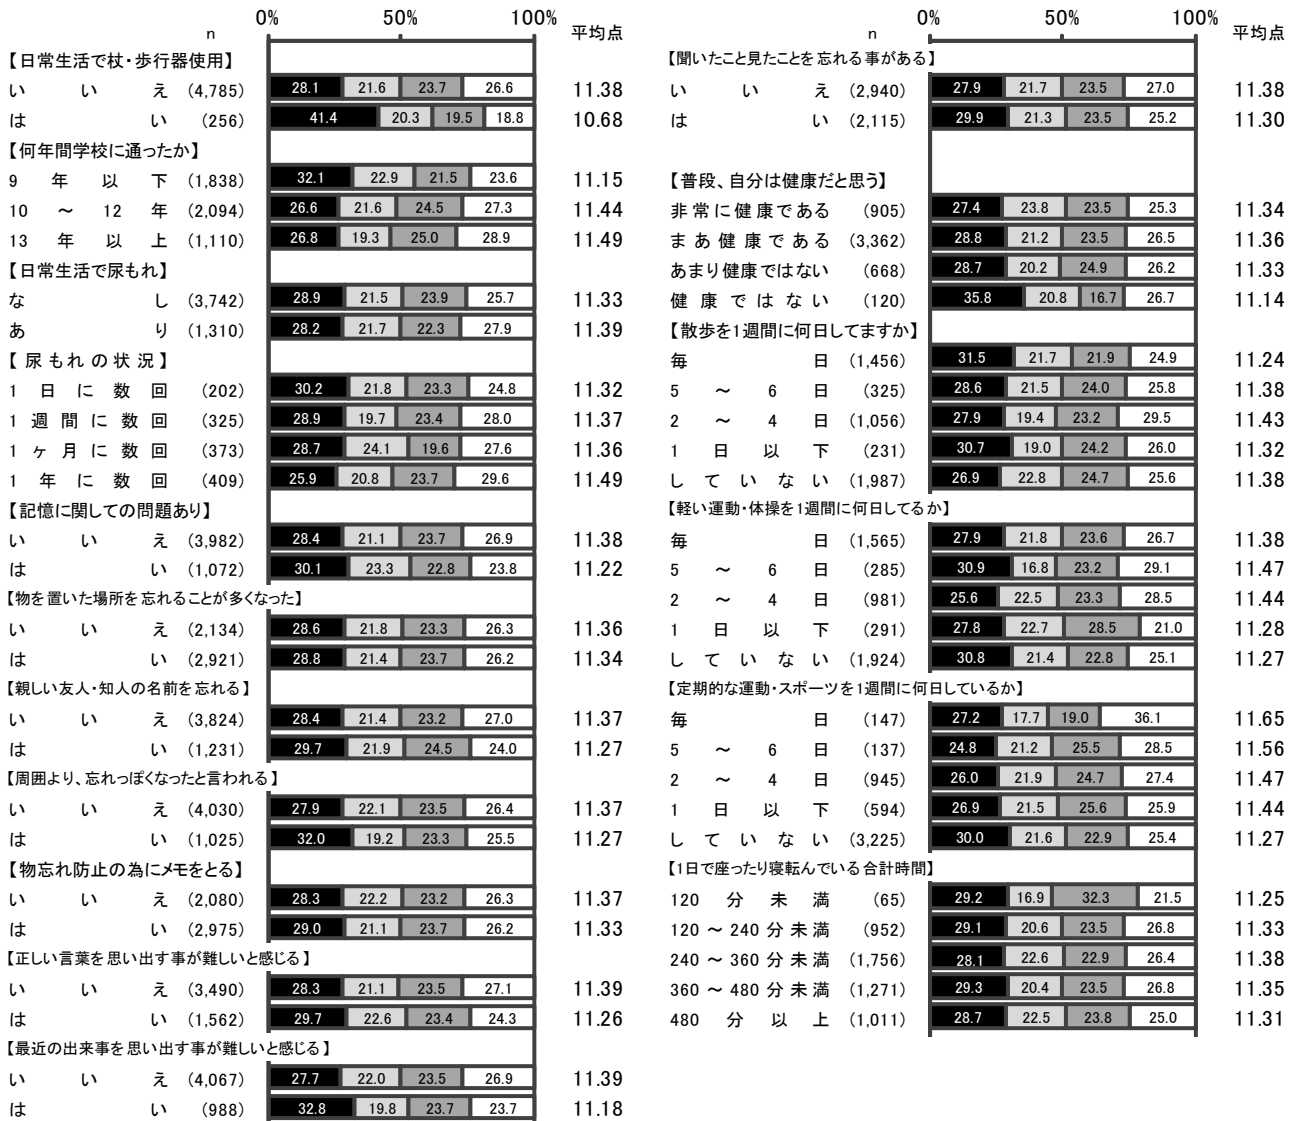 0% 50% 100%
n 平均点
【日常生活で杖・歩行器使用】
いいえ (4,785) 28.1 21.6 23.7 26.6 11.38
はい (256) 41.4 20.3 19.5 18.8 10.68
【何年間学校に通ったか】
9年以下 (1,838) 32.1 22.9 21.5 23.6 11.15
10～12年 (2,094) 26.6 21.6 24.5 27.3 11.44
13年以上 (1,110) 26.8 19.3 25.0 28.9 11.49
【日常生活で尿もれ】
なし (3,742) 28.9 21.5 23.9 25.7 11.33
あり (1,310) 28.2 21.7 22.3 27.9 11.39
【尿もれの状況】
1日に数回 (202) 30.2 21.8 23.3 24.8 11.32
1週間に数回 (325) 28.9 19.7 23.4 28.0 11.37
1ヶ月に数回 (373) 28.7 24.1 19.6 27.6 11.36
1年に数回 (409) 25.9 20.8 23.7 29.6 11.49
【記憶に関しての問題あり】
いいえ (3,982) 28.4 21.1 23.7 26.9 11.38
はい (1,072) 30.1 23.3 22.8 23.8 11.22
【物を置いた場所を忘れることが多くなった】
いいえ (2,134) 28.6 21.8 23.3 26.3 11.36
はい (2,921) 28.8 21.4 23.7 26.2 11.34
【親しい友人・知人の名前を忘れる】
いいえ (3,824) 28.4 21.4 23.2 27.0 11.37
はい (1,231) 29.7 21.9 24.5 24.0 11.27
【周囲より、忘れっぽくなったと言われる】
いいえ (4,030) 27.9 22.1 23.5 26.4 11.37
はい (1,025) 32.0 19.2 23.3 25.5 11.27
【物忘れ防止の為にメモをとる】
いいえ (2,080) 28.3 22.2 23.2 26.3 11.37
はい (2,975) 29.0 21.1 23.7 26.2 11.33
【正しい言葉を思い出す事が難しいと感じる】
いいえ (3,490) 28.3 21.1 23.5 27.1 11.39
はい (1,562) 29.7 22.6 23.4 24.3 11.26
【最近の出来事を思い出す事が難しいと感じる】
いいえ (4,067) 27.7 22.0 23.5 26.9 11.39
はい (988) 32.8 19.8 23.7 23.7 11.18
0% 50% 100%
n 平均点
【聞いたこと見たことを忘れる事がある】
いいえ (2,940) 27.9 21.7 23.5 27.0 11.38
はい (2,115) 29.9 21.3 23.5 25.2 11.30
【普段、自分は健康だと思う】
非常に健康である (905) 27.4 23.8 23.5 25.3 11.34
まあ健康である (3,362) 28.8 21.2 23.5 26.5 11.36
あまり健康ではない (668) 28.7 20.2 24.9 26.2 11.33
健康ではない (120) 35.8 20.8 16.7 26.7 11.14
【散歩を1週間に何日してますか】
毎日 (1,456) 31.5 21.7 21.9 24.9 11.24
5～6日 (325) 28.6 21.5 24.0 25.8 11.38
2～4日 (1,056) 27.9 19.4 23.2 29.5 11.43
1日以下 (231) 30.7 19.0 24.2 26.0 11.32
していない (1,987) 26.9 22.8 24.7 25.6 11.38
【軽い運動・体操を1週間に何日してるか】
毎日 (1,565) 27.9 21.8 23.6 26.7 11.38
5～6日 (285) 30.9 16.8 23.2 29.1 11.47
2～4日 (981) 25.6 22.5 23.3 28.5 11.44
1日以下 (291) 27.8 22.7 28.5 21.0 11.28
していない (1,924) 30.8 21.4 22.8 25.1 11.27
【定期的な運動・スポーツを1週間に何日しているか】
毎日 (147) 27.2 17.7 19.0 36.1 11.65
5～6日 (137) 24.8 21.2 25.5 28.5 11.56
2～4日 (945) 26.0 21.9 24.7 27.4 11.47
1日以下 (594) 26.9 21.5 25.6 25.9 11.44
していない (3,225) 30.0 21.6 22.9 25.4 11.27
【1日で座ったり寝転んでいる合計時間】
120分未満 (65) 29.2 16.9 32.3 21.5 11.25
120～240分未満 (952) 29.1 20.6 23.5 26.8 11.33
240～360分未満 (1,756) 28.1 22.6 22.9 26.4 11.38
360～480分未満 (1,271) 29.3 20.4 23.5 26.8 11.35
480分以上 (1,011) 28.7 22.5 23.8 25.0 11.31